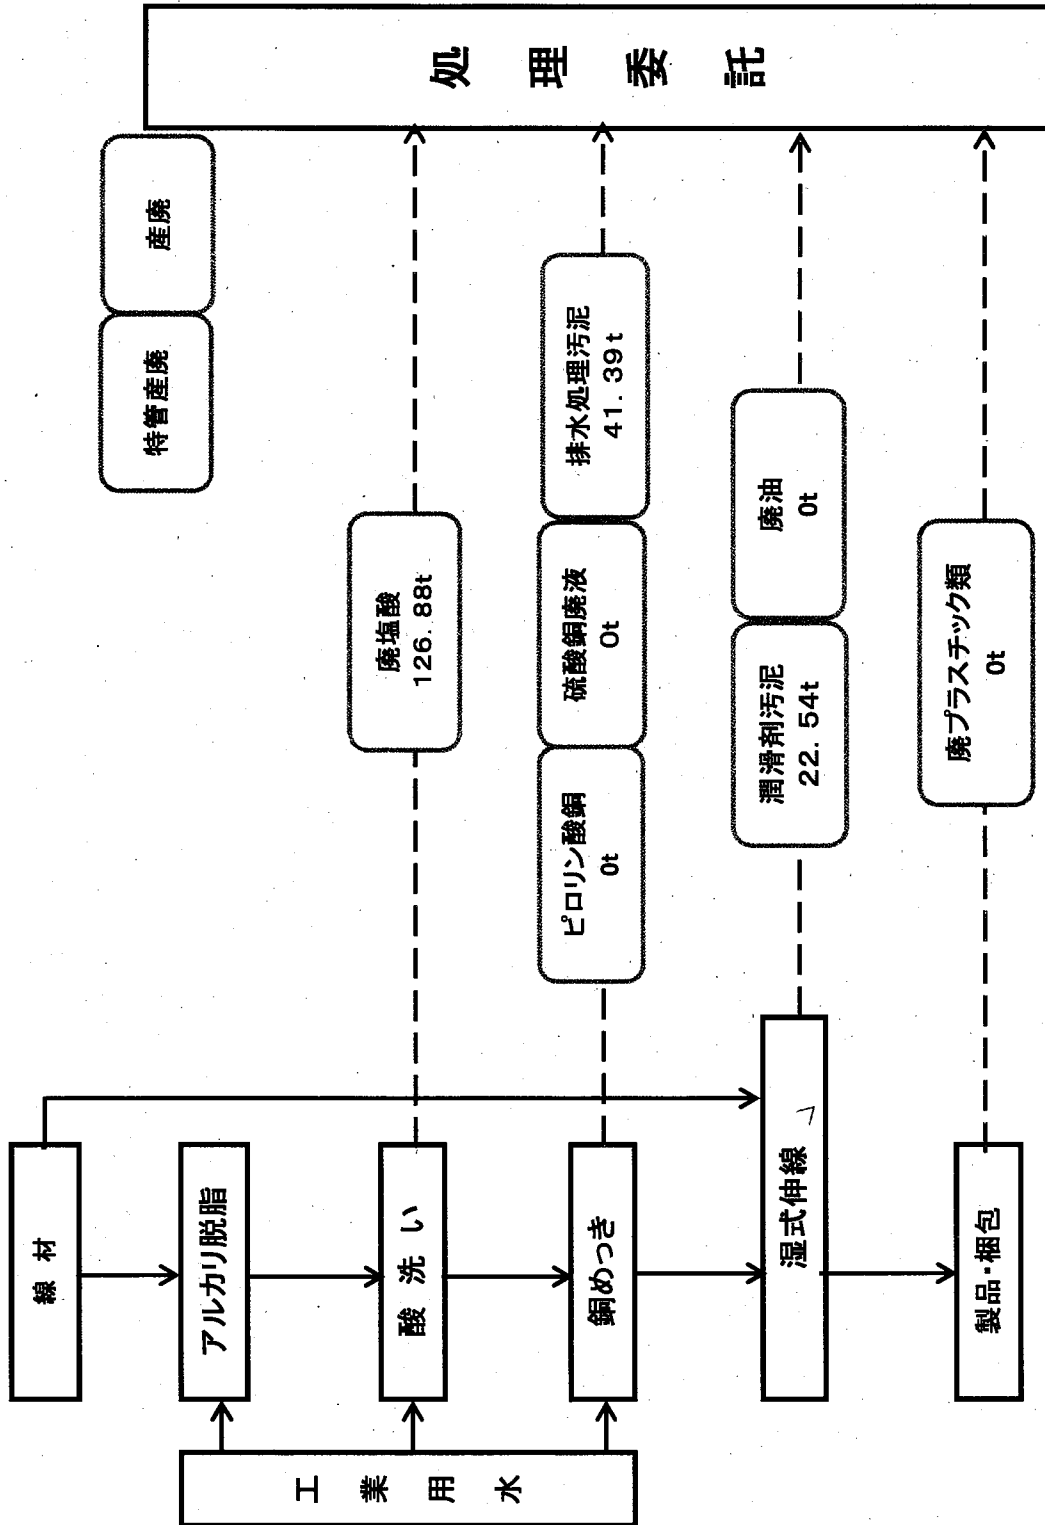 特管産廃
産廃
処理委託
工業用水
線材
アルカリ脱脂
酸洗い
廃塩酸
126. 88t
銅めっき
ピロリン酸銅
0t
硫酸銅廃液
0t
排水処理汚泥
41. 39t
湿式伸線
潤滑剤汚泥
22. 54t
廃油
0t
製品・梱包
廃プラスチック類
0t